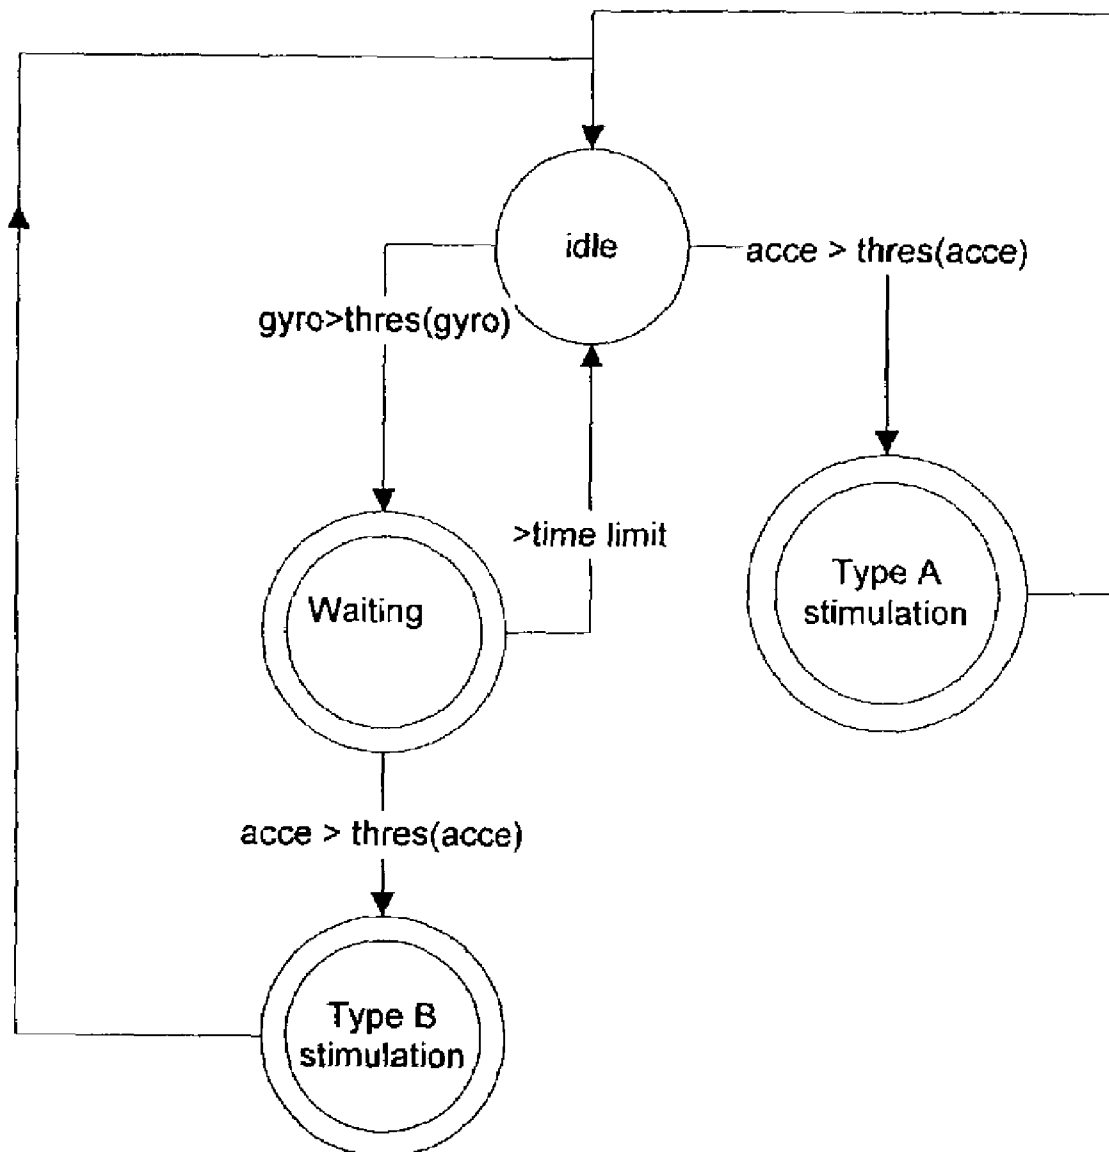 idle
acce > thres(acce)
gyro>thres(gyro)
>time limit
Type A
stimulation
Waiting
acce > thres(acce)
Type B
stimulation